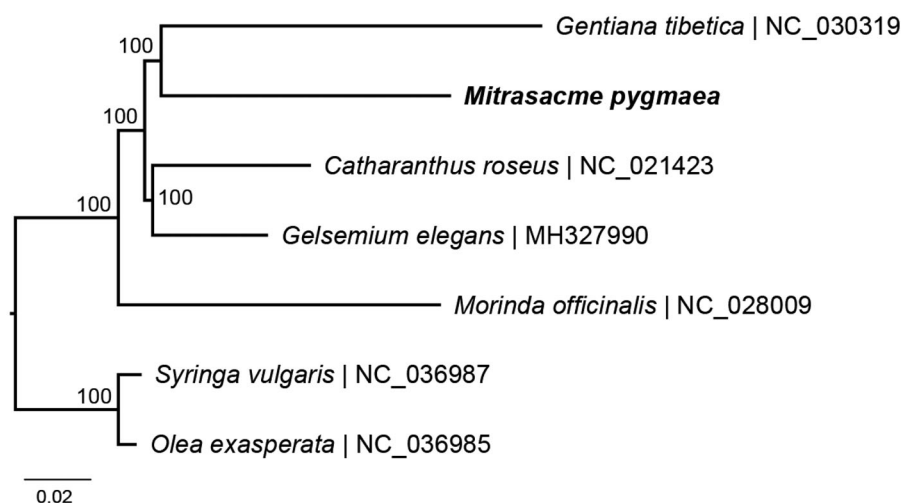 100
Gentiana tibetica | NC_030319
Mitrasacme pygmaea
100
Catharanthus roseus | NC_021423
100
100
Gelsemium elegans | MH327990
Morinda officinalis | NC_028009
Syringa vulgaris | NC_036987
100
Olea exasperata | NC_036985
0.02